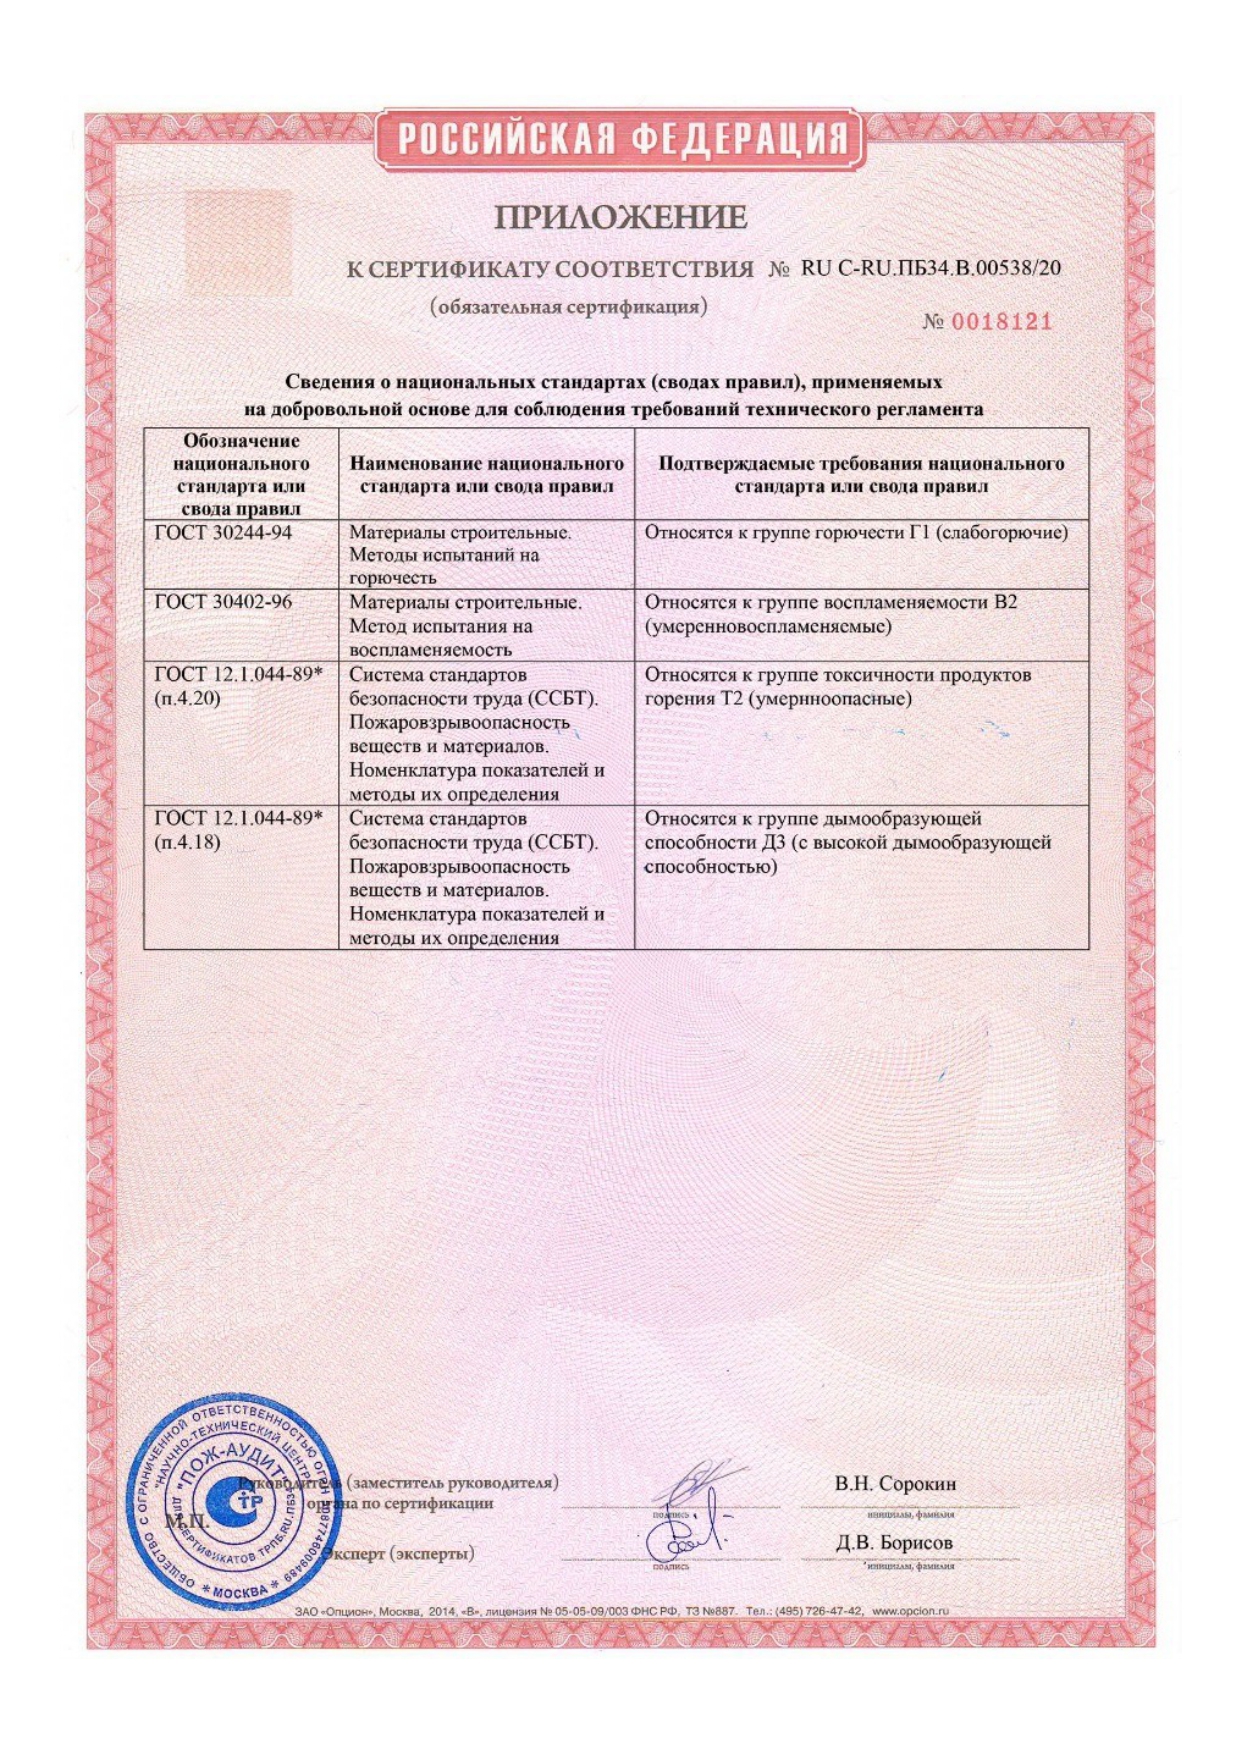 РОССИЙСКАЯ ФЕДЕРАЦИЯ
ПРИЛОЖЕНИЕ
К СЕРТИФИКАТУ СООТВЕТСТВИЯ № RU C-RU.ПБ34.В.00538/20
(обязательная сертификация)
№ 0018121
Сведения о национальных стандартах (сводах правил), применяемых
на добровольной основе для соблюдения требований технического регламента
Обозначение
национального
стандарта или
свода правил
Наименование национального
стандарта или свода правил
Подтверждаемые требования национального
стандарта или свода правил
ГОСТ 30244-94
Материалы строительные.
Методы испытаний на
горючесть
Относятся к группе горючести Г1 (слабогорючие)
ГОСТ 30402-96
Материалы строительные.
Метод испытания на
воспламеняемость
Относятся к группе воспламеняемости В2
(умеренновоспламеняемые)
ГОСТ 12.1.044-89*
(п.4.20)
Система стандартов
безопасности труда (ССБТ).
Пожаровзрывоопасность
веществ и материалов.
Номенклатура показателей и
методы их определения
Относятся к группе токсичности продуктов
горения Т2 (умеринноопасные)
ГОСТ 12.1.044-89*
(п.4.18)
Система стандартов
безопасности труда (ССБТ).
Пожаровзрывоопасность
веществ и материалов.
Номенклатура показателей и
методы их определения
Относятся к группе дымообразующей
способности Д3 (с высокой дымообразующей
способностью)
Руководитель (заместитель руководителя)
органа по сертификации
подпись
В.Н. Сорокин
инициалы, фамилия
М.П.
Эксперт (эксперты)
подпись
Д.В. Борисов
инициалы, фамилия
ОБЩЕСТВО С ОГРАНИЧЕННОЙ ОТВЕТСТВЕННОСТЬЮ ОГРН 1087746009489
* МОСКВА *
"НАУЧНО-ТЕХНИЧЕСКИЙ ЦЕНТР
"ПОЖ-АУДИТ"
ДЛЯ СЕРТИФИКАТОВ ТРПБ.RU.ПБ34
ЗАО «Опцион», Москва, 2014, «В», лицензия № 05-05-09/003 ФНС РФ, ТЗ №887. Тел.: (495) 726-47-42, www.opcion.ru